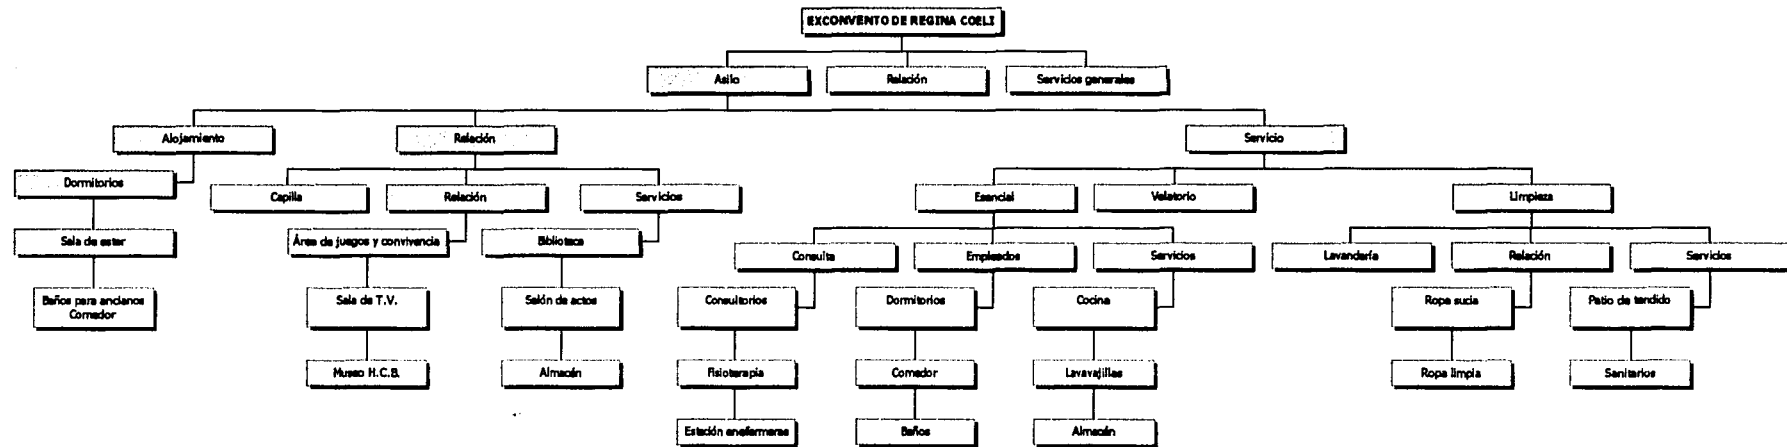 EXCONVENTO DE REGINA COELI
Asilo
Relación
Servicios generales
Alojamiento
Relación
Servicio
Dormitorios
Capilla
Relación
Servicios
Esencial
Velatorio
Limpieza
Sala de estar
Área de juegos y convivencia
Biblioteca
Consulta
Empleados
Servicios
Lavandería
Relación
Servicios
Baños para ancianos
Comedor
Sala de T.V.
Salón de actos
Consultorios
Dormitorios
Cocina
Ropa sucia
Patio de tendido
Museo H.C.B.
Almacén
Fisioterapia
Comedor
Lavavajillas
Ropa limpia
Sanitarios
Estación enefermeras
Baños
Almacén